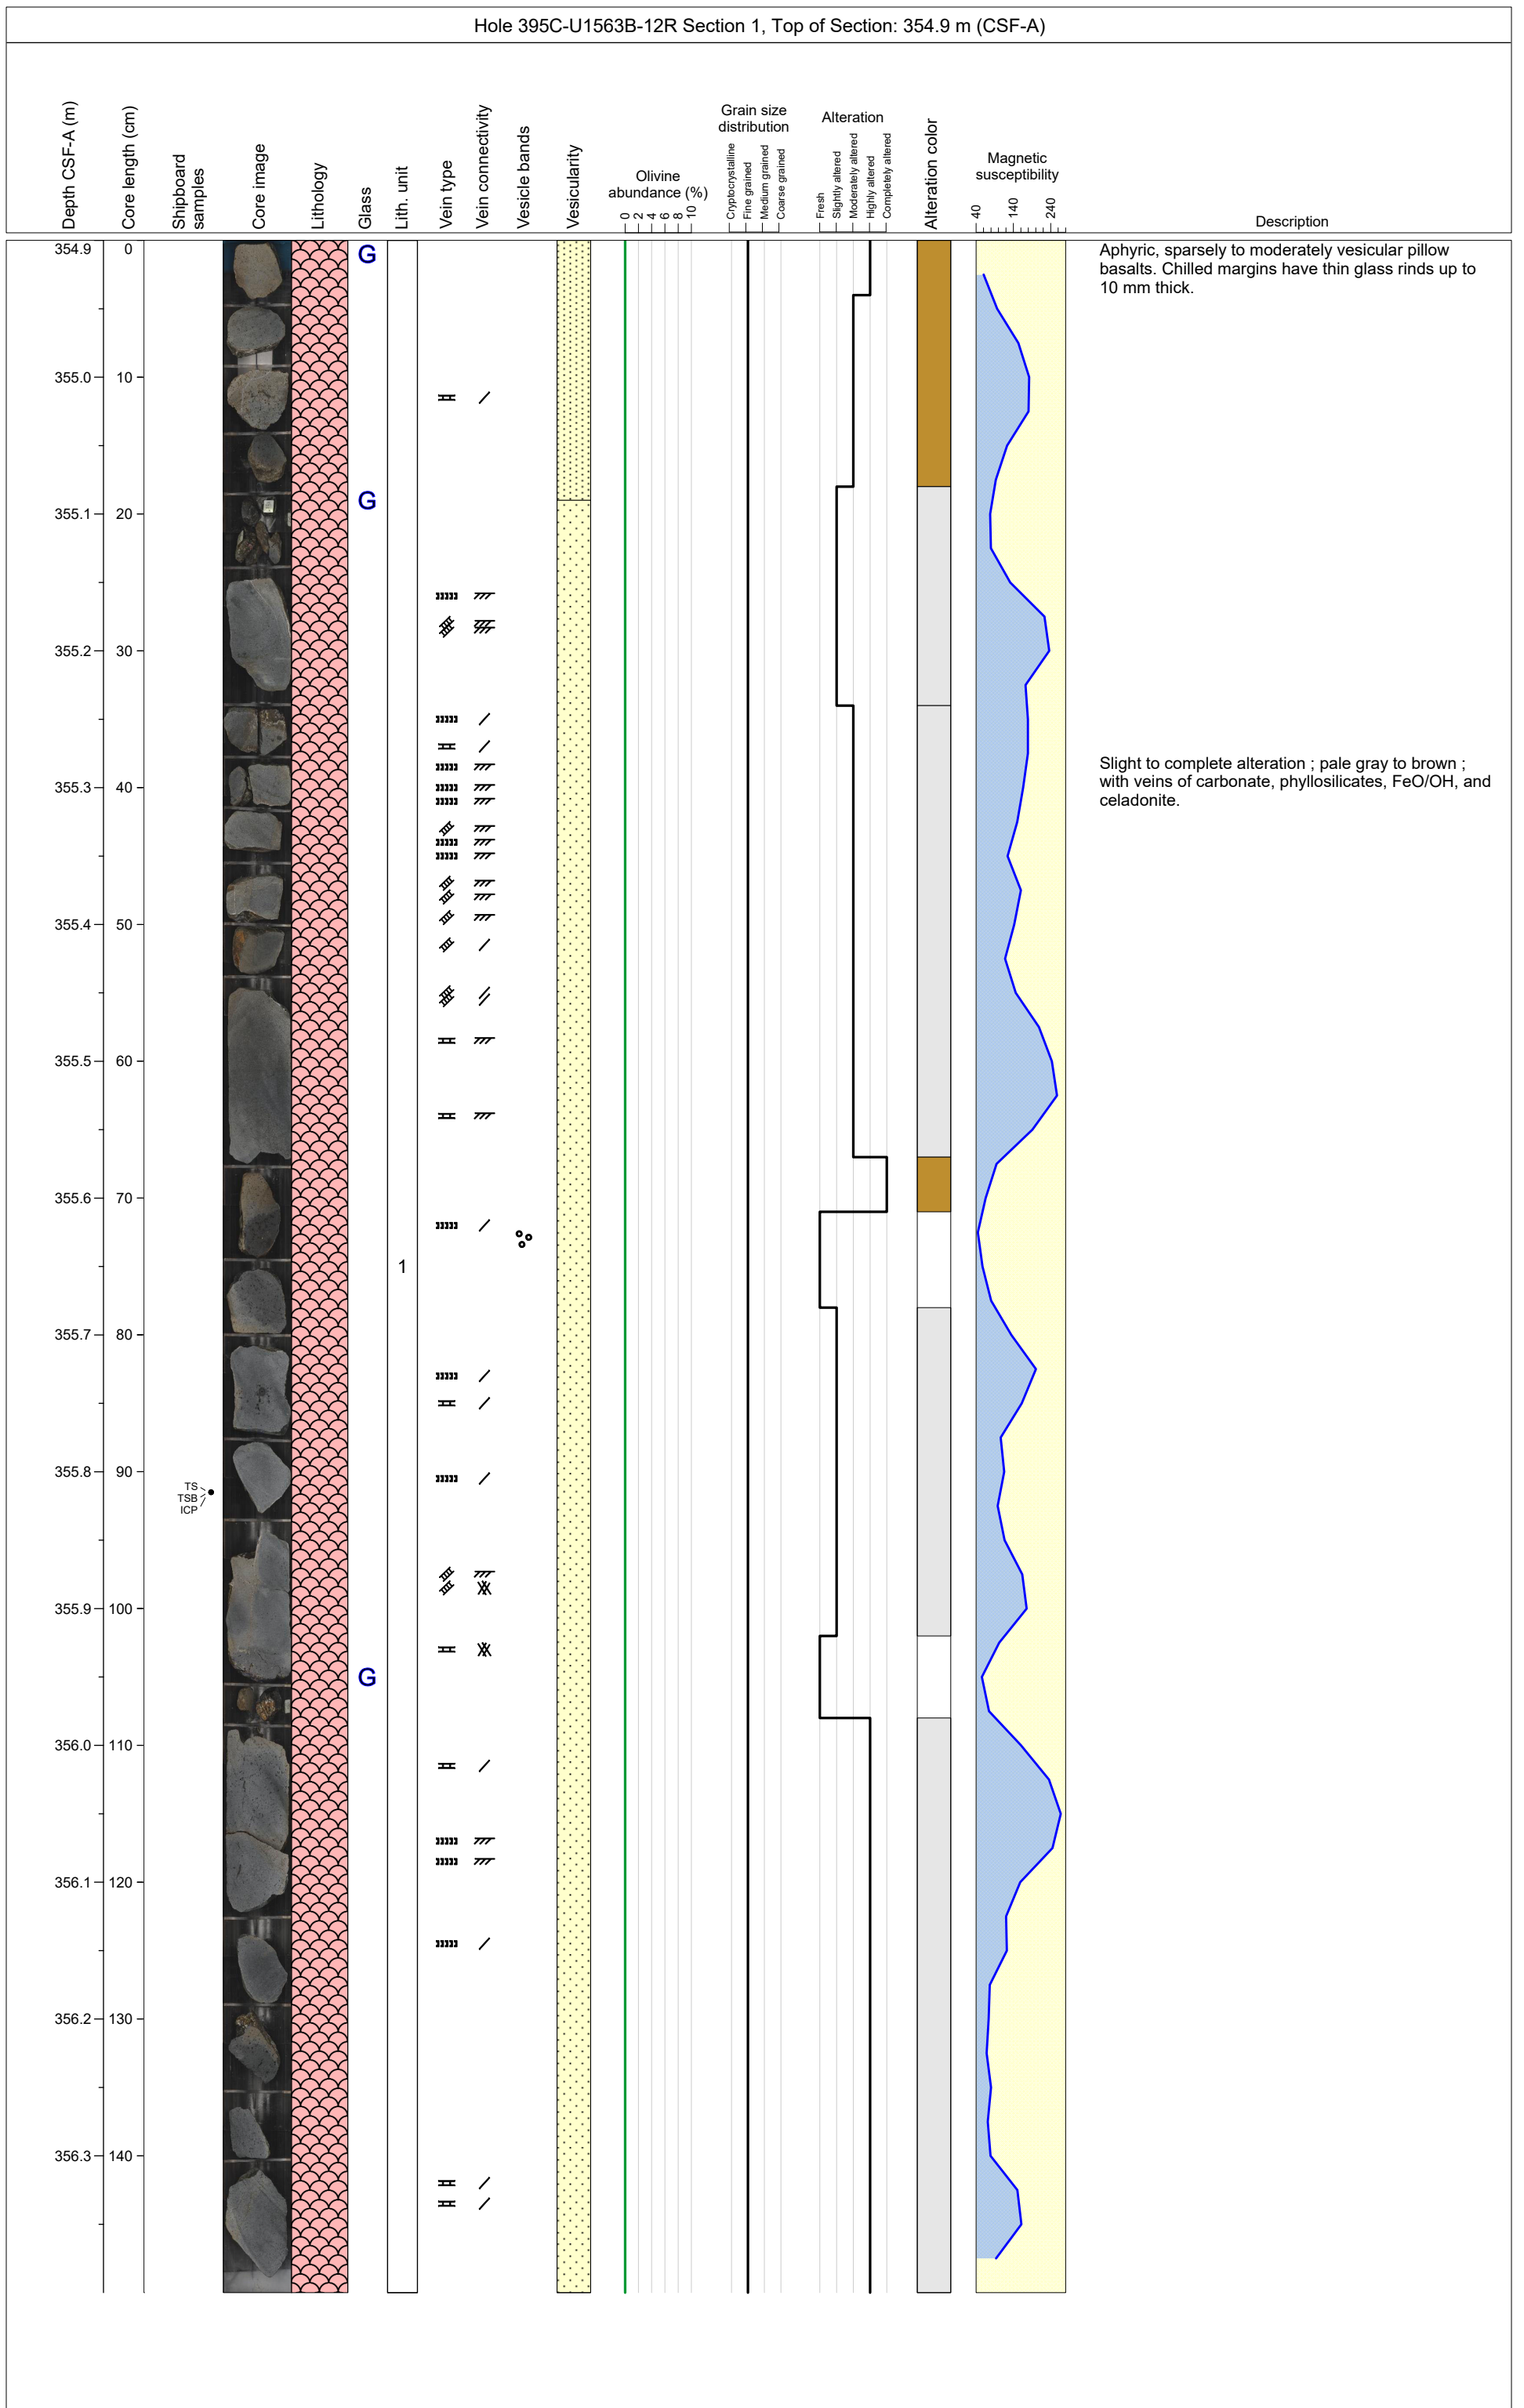 Hole 395C-U1563B-12R Section 1, Top of Section: 354.9 m (CSF-A)
Depth CSF-A (m)
Core length (cm)
Shipboard
samples
Core image
Lithology
Glass
Lith. unit
Vein type
Vein connectivity
Vesicle bands
Vesicularity
Olivine
abundance (%)
0 2 4 6 8 10
Grain size
distribution
Cryptocrystalline
Fine grained
Medium grained
Coarse grained
Alteration
Fresh
Slightly altered
Moderately altered
Highly altered
Completely altered
Alteration color
Magnetic
susceptibility
40 140 240
Description
354.9 0
G
Aphyric, sparsely to moderately vesicular pillow
basalts. Chilled margins have thin glass rinds up to
10 mm thick.
355.0 10
G
355.1 20
355.2 30
Slight to complete alteration ; pale gray to brown ;
with veins of carbonate, phyllosilicates, FeO/OH, and
celadonite.
355.3 40
355.4 50
355.5 60
355.6 70
1
355.7 80
355.8 90
TS
TSB
ICP
355.9 100
G
356.0 110
356.1 120
356.2 130
356.3 140